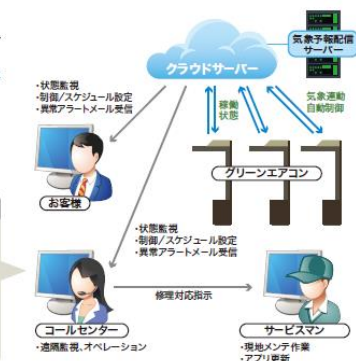 気象予報配信
サーバー
クラウドサーバー
・状態監視
・制御/スケジュール設定
・異常アラートメール受信
稼働
状態
気象連動
自動制御
グリーンエアコン
お客様
・状態監視
・制御/スケジュール設定
・異常アラートメール受信
修理対応指示
コールセンター
・遠隔監視、オペレーション
サービスマン
・現地メンテ作業
・アプリ更新